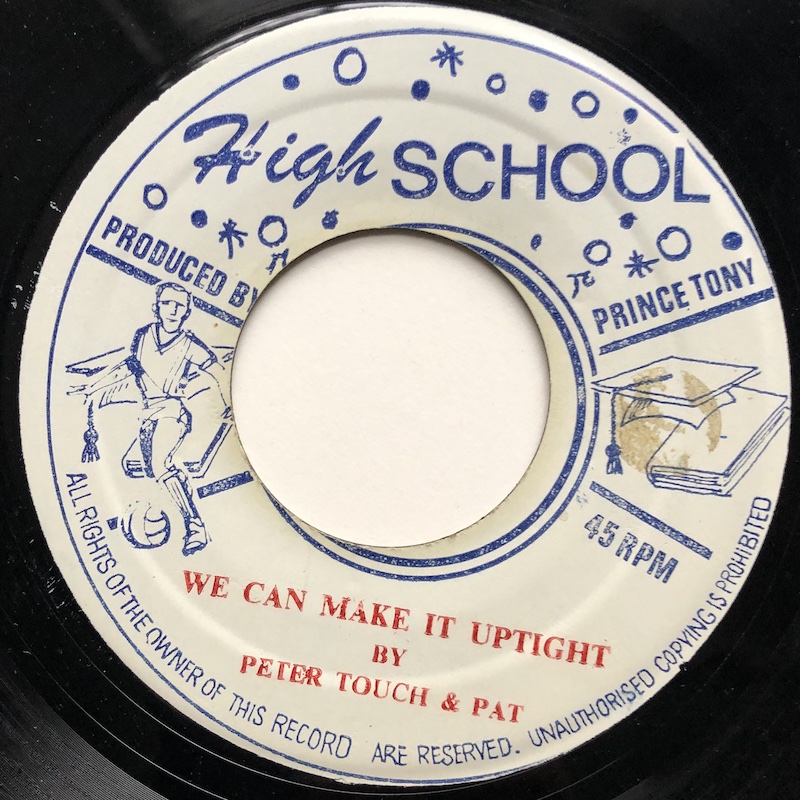 High SCHOOL
PRODUCED BY
PRINCE TONY
45 RPM
WE CAN MAKE IT UPTIGHT
BY
PETER TOUCH & PAT
ALL RIGHTS OF THE OWNER OF THIS RECORD ARE RESERVED. UNAUTHORISED COPYING IS PROHIBITED